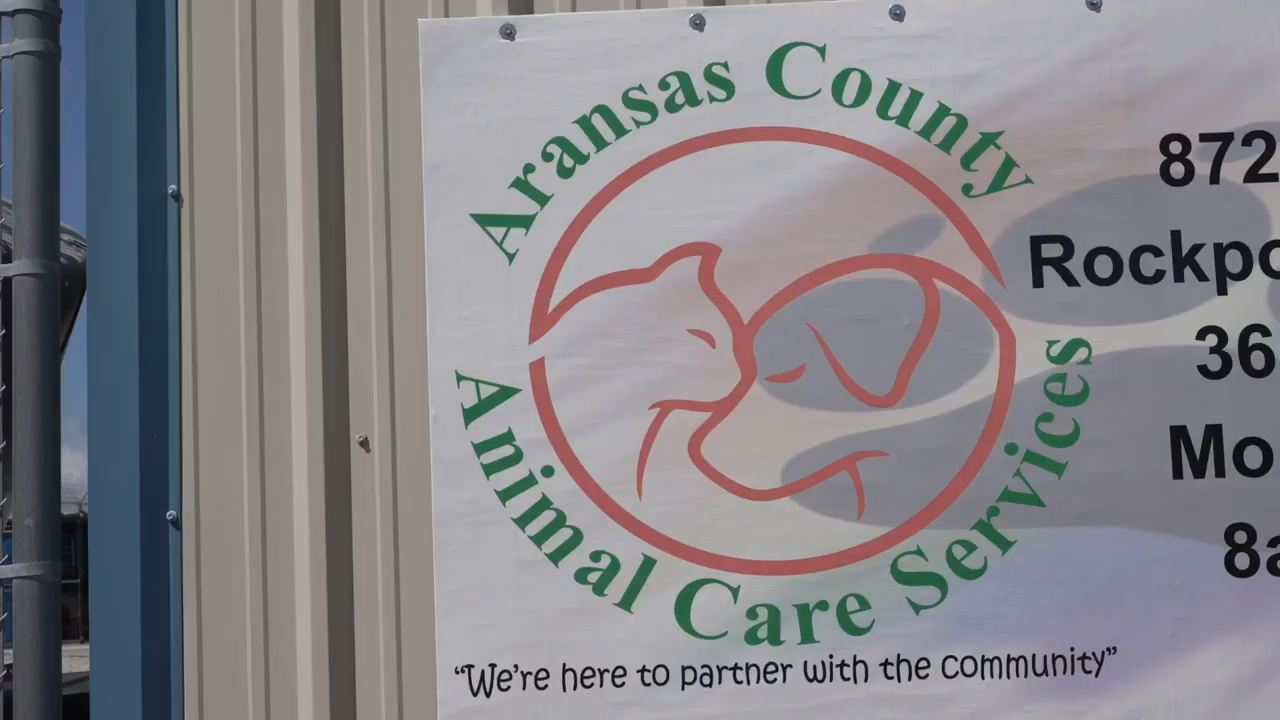 Aransas County
Animal Care Services
"We're here to partner with the community"
872
Rockpo
36
Mo
8a